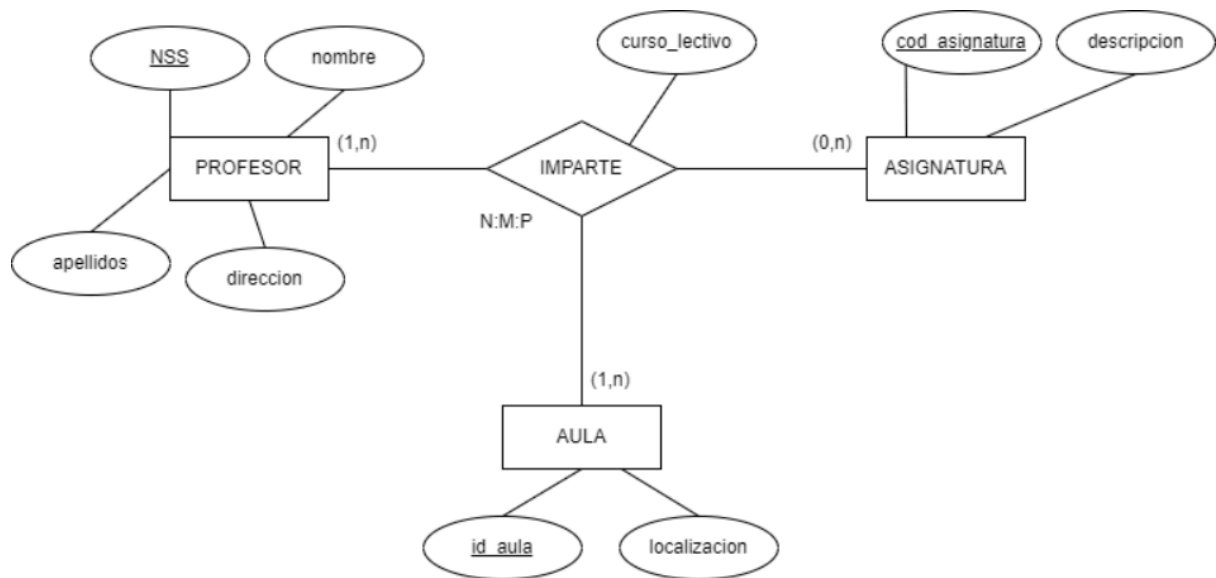 NSS
nombre
curso_lectivo
cod_asignatura
descripcion
PROFESOR
(1,n)
IMPARTE
(0,n)
ASIGNATURA
N:M:P
apellidos
direccion
(1,n)
AULA
id_aula
localizacion